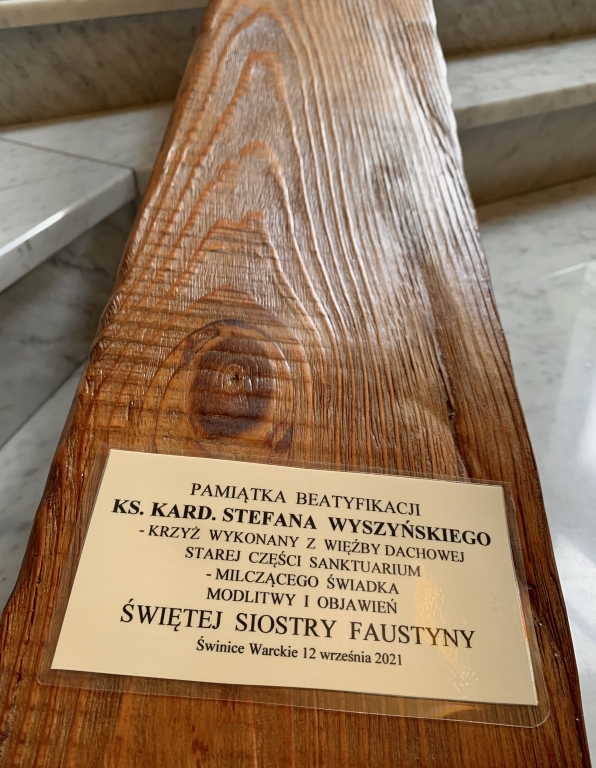 PAMIĄTKA BEATYFIKACJI
KS. KARD. STEFANA WYSZYŃSKIEGO
- KRZYŻ WYKONANY Z WIĘŹBY DACHOWEJ
STAREJ CZĘŚCI SANKTUARIUM
- MILCZĄCEGO ŚWIADKA
MODLITWY I OBJAWIEŃ
ŚWIĘTEJ SIOSTRY FAUSTYNY
Świnice Warckie 12 września 2021